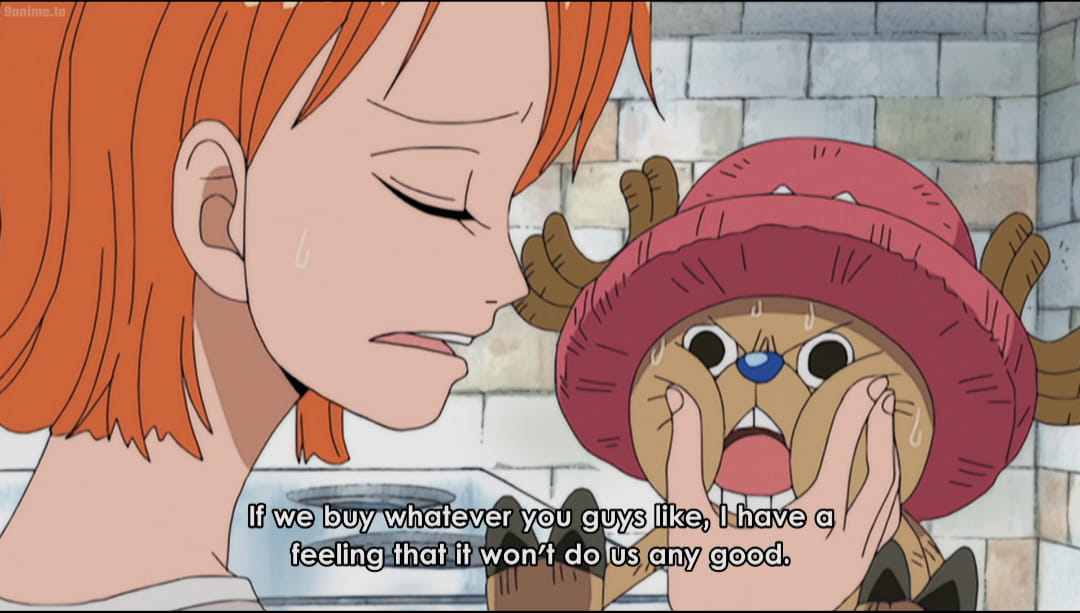 9anime.to
If we buy whatever you guys like, I have a
feeling that it won't do us any good.